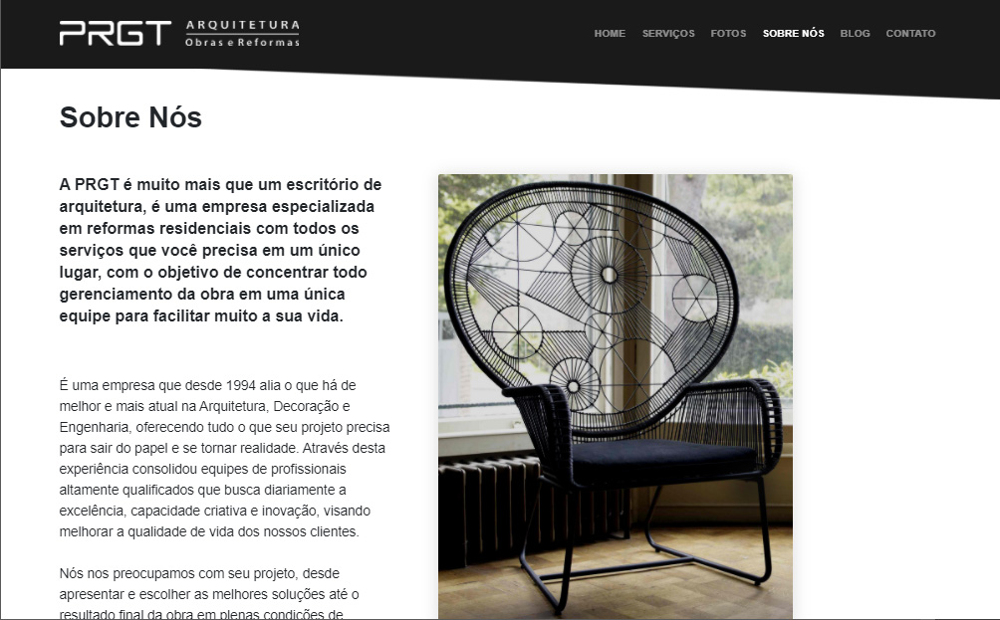 PRGT
ARQUITETURA
Obras e Reformas
HOME SERVIÇOS FOTOS SOBRE NÓS BLOG CONTATO
Sobre Nós
A PRGT é muito mais que um escritório de
arquitetura, é uma empresa especializada
em reformas residenciais com todos os
serviços que você precisa em um único
lugar, com o objetivo de concentrar todo
gerenciamento da obra em uma única
equipe para facilitar muito a sua vida.
É uma empresa que desde 1994 alia o que há de
melhor e mais atual na Arquitetura, Decoração e
Engenharia, oferecendo tudo o que seu projeto precisa
para sair do papel e se tornar realidade. Através desta
experiência consolidou equipes de profissionais
altamente qualificados que busca diariamente a
excelência, capacidade criativa e inovação, visando
melhorar a qualidade de vida dos nossos clientes.
Nós nos preocupamos com seu projeto, desde
apresentar e escolher as melhores soluções até o
resultado final da obra em plenas condições de